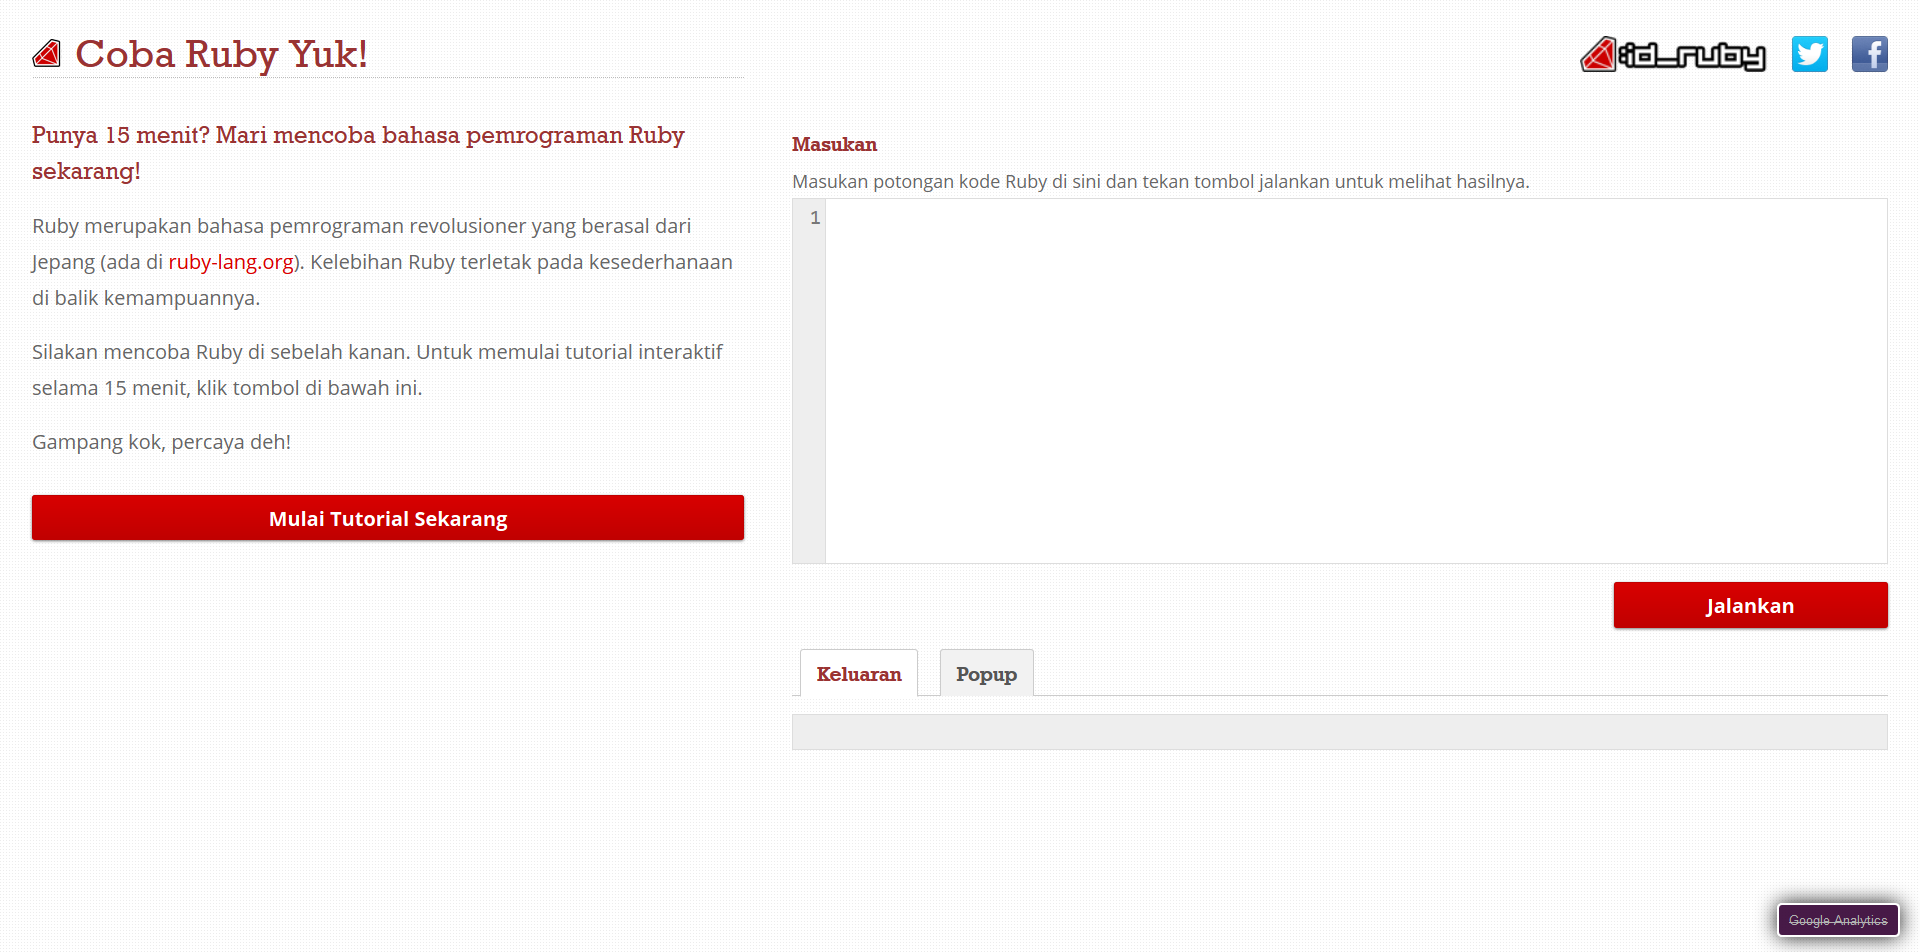 Coba Ruby Yuk!
:id_ruby
Punya 15 menit? Mari mencoba bahasa pemrograman Ruby
sekarang!
Ruby merupakan bahasa pemrograman revolusioner yang berasal dari
Jepang (ada di ruby-lang.org). Kelebihan Ruby terletak pada kesederhanaan
di balik kemampuannya.
Silakan mencoba Ruby di sebelah kanan. Untuk memulai tutorial interaktif
selama 15 menit, klik tombol di bawah ini.
Gampang kok, percaya deh!
Mulai Tutorial Sekarang
Masukan
Masukan potongan kode Ruby di sini dan tekan tombol jalankan untuk melihat hasilnya.
1
Jalankan
Keluaran
Popup
Google Analytics